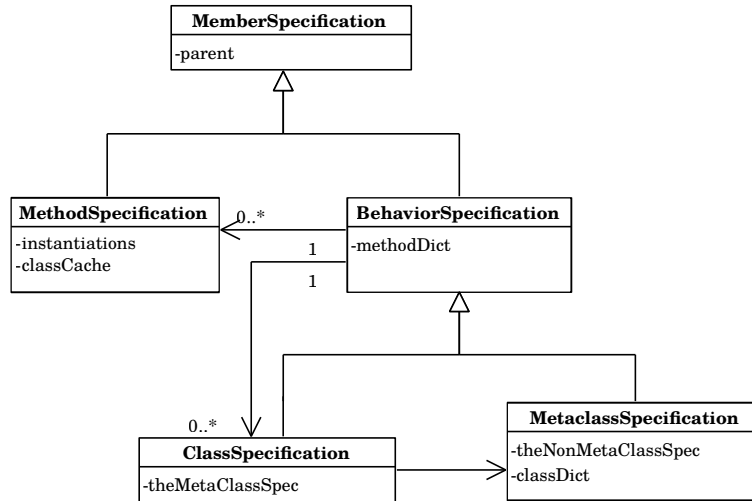 MemberSpecification
-parent
MethodSpecification
-instantiations
-classCache
0..*
BehaviorSpecification
-methodDict
1
1
0..*
ClassSpecification
-theMetaClassSpec
MetaclassSpecification
-theNonMetaClassSpec
-classDict